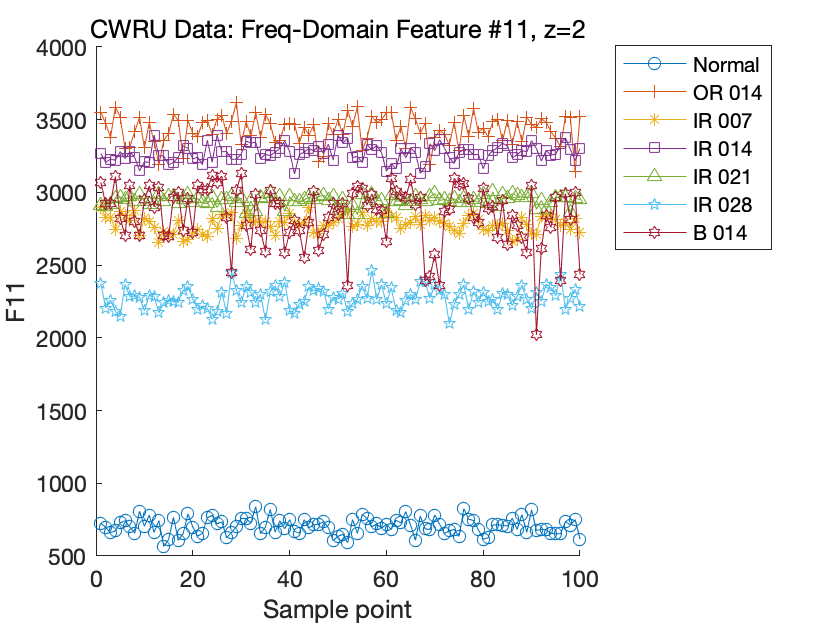 CWRU Data: Freq-Domain Feature #11, z=2
4000
3500
3000
2500
2000
1500
1000
500
F11
0 20 40 60 80 100
Sample point
Normal
OR 014
IR 007
IR 014
IR 021
IR 028
B 014